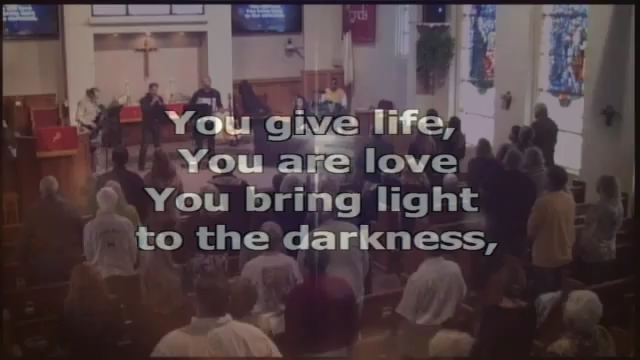 You give life,
You are love
You bring light
to the darkness,